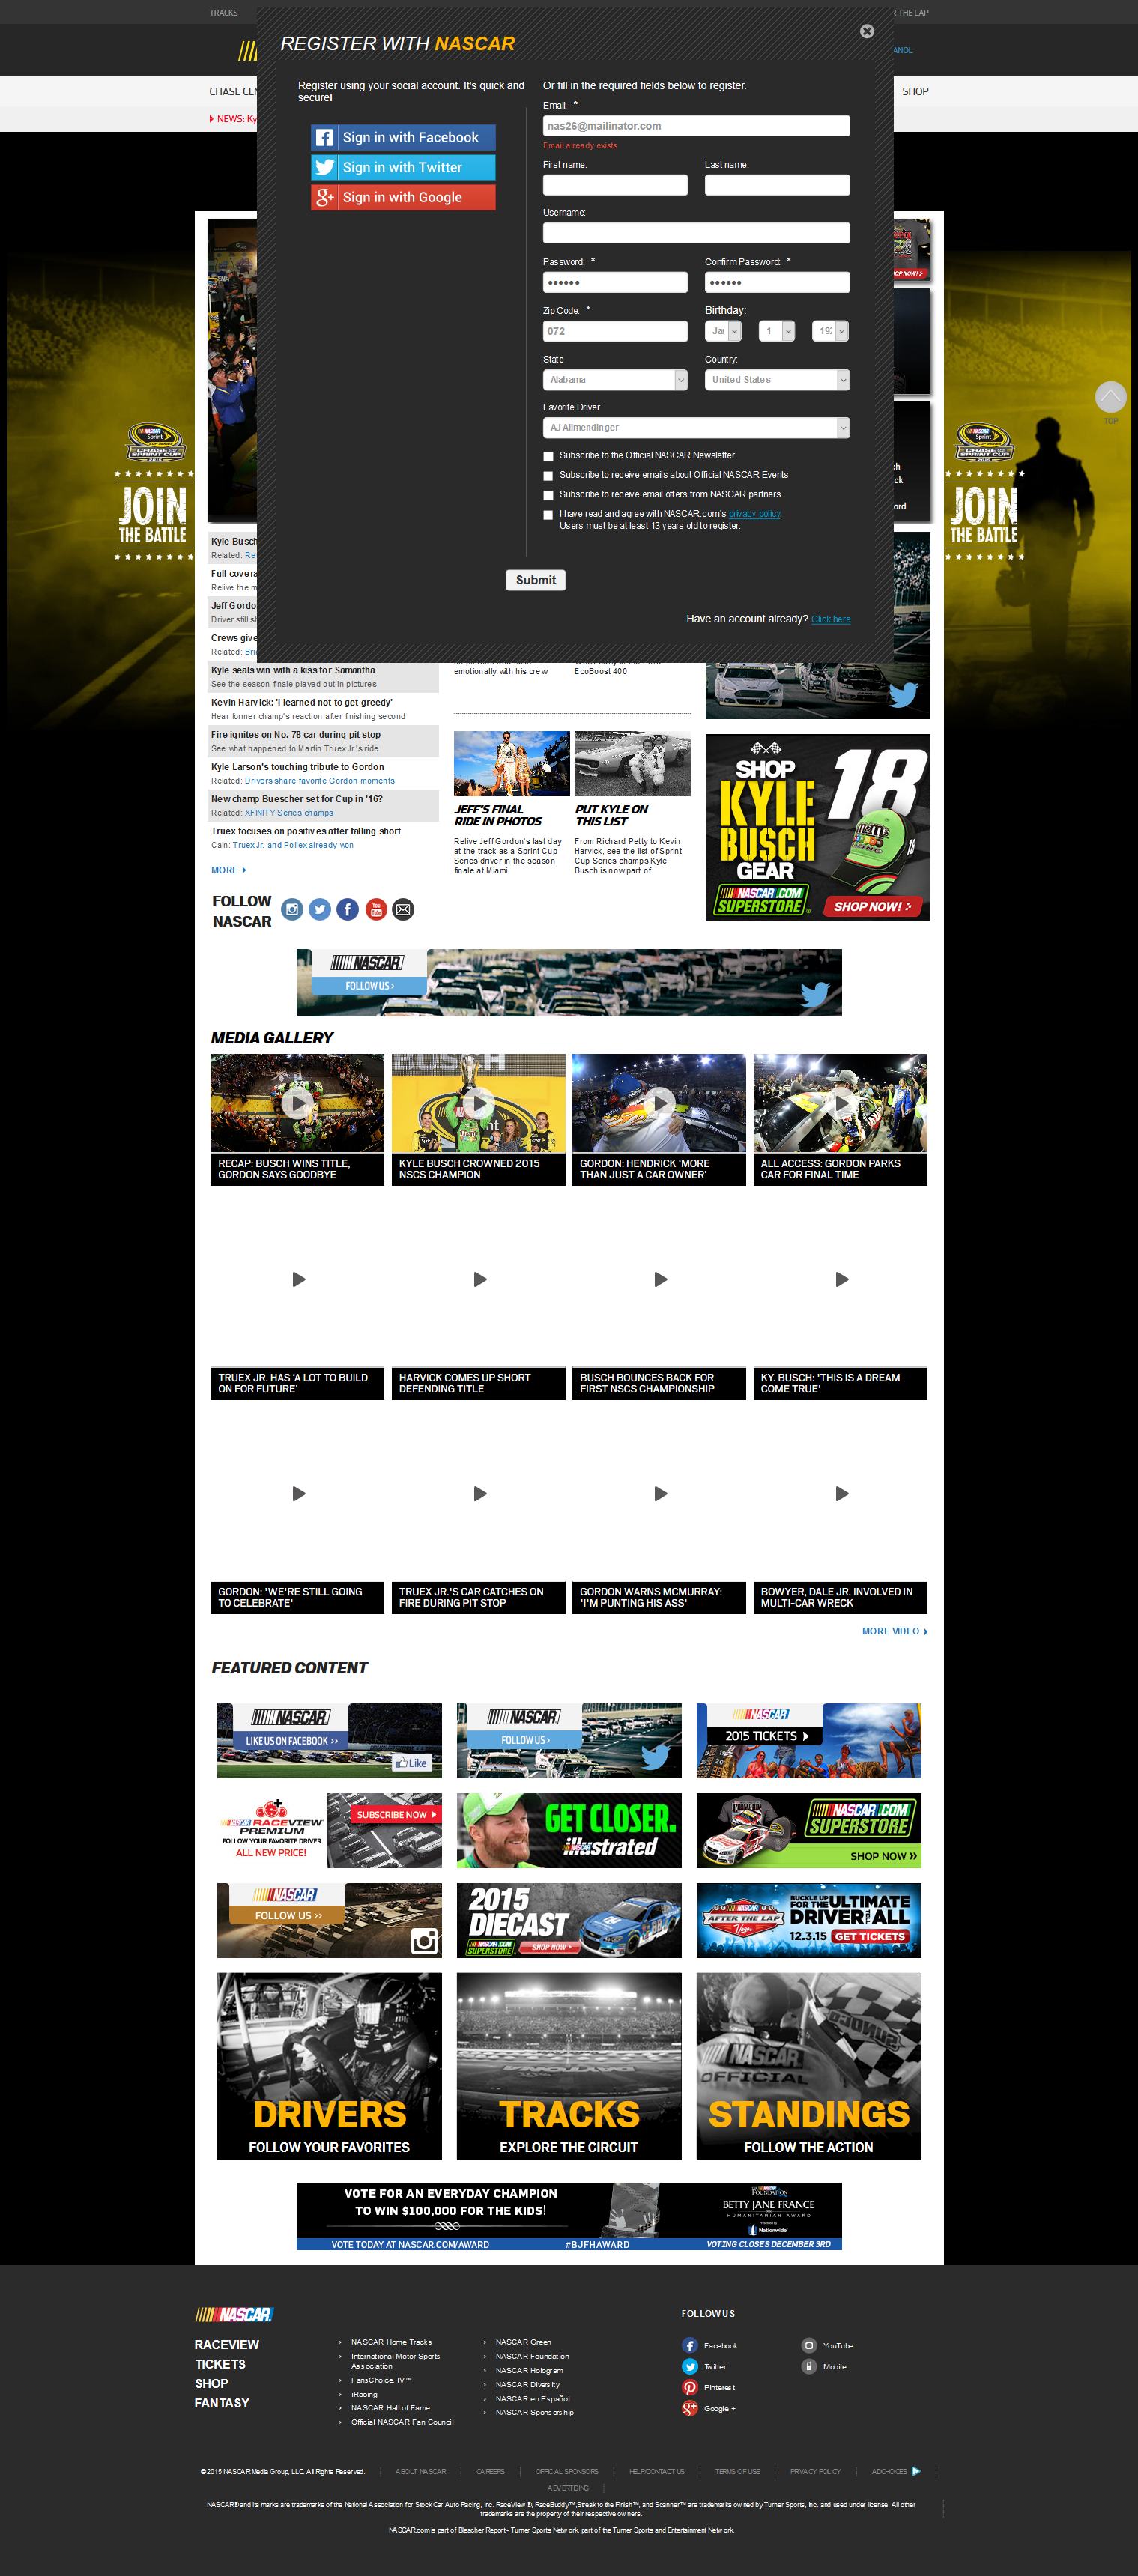 TRACKS
R THE LAP
REGISTER WITH NASCAR
CHASE CEN
SHOP
NEWS: Ky
Register using your social account. It's quick and
secure!
Sign in with Facebook
Sign in with Twitter
Sign in with Google
Or fill in the required fields below to register.
Email: *
nas26@mailinator.com
Email already exists
First name:
Last name:
Username:
Password: *
Confirm Password: *
Zip Code: *
Birthday:
072
Jan
1
State
Country:
Alabama
United States
Favorite Driver
AJ Allmendinger
Subscribe to the Official NASCAR Newsletter
Subscribe to receive emails about Official NASCAR Events
Subscribe to receive email offers from NASCAR partners
I have read and agree with NASCAR.com's privacy policy.
Users must be at least 13 years old to register.
Submit
Have an account already? Click here
TOP
NASCAR Sprint
CHASE FOR THE SPRINT CUP
JOIN
THE BATTLE
NASCAR Sprint
CHASE FOR THE SPRINT CUP
JOIN
THE BATTLE
Kyle Busch
Related: Re
Full covera
Relive the m
Jeff Gordo
Driver still s
Crews give
Related: Bri
Kyle seals win with a kiss for Samantha
See the season finale played out in pictures
Kevin Harvick: 'I learned not to get greedy'
Hear former champ's reaction after finishing second
Fire ignites on No. 78 car during pit stop
See what happened to Martin Truex Jr.'s ride
Kyle Larson's touching tribute to Gordon
Related: Drivers share favorite Gordon moments
New champ Buescher set for Cup in '16?
Related: XFINITY Series champs
Truex focuses on positives after falling short
Cain: Truex Jr. and Pollex already won
MORE
emotionally with his crew
EcoBoost 400
JEFF'S FINAL
RIDE IN PHOTOS
Relive Jeff Gordon's last day
at the track as a Sprint Cup
Series driver in the season
finale at Miami
PUT KYLE ON
THIS LIST
From Richard Petty to Kevin
Harvick, see the list of Sprint
Cup Series champs Kyle
Busch is now part of
SHOP
KYLE
BUSCH
GEAR
18
NASCAR.COM
SUPERSTORE
SHOP NOW!
FOLLOW
NASCAR
NASCAR
FOLLOW US ›
MEDIA GALLERY
RECAP: BUSCH WINS TITLE,
GORDON SAYS GOODBYE
KYLE BUSCH CROWNED 2015
NSCS CHAMPION
GORDON: HENDRICK 'MORE
THAN JUST A CAR OWNER'
ALL ACCESS: GORDON PARKS
CAR FOR FINAL TIME
TRUEX JR. HAS 'A LOT TO BUILD
ON FOR FUTURE'
HARVICK COMES UP SHORT
DEFENDING TITLE
BUSCH BOUNCES BACK FOR
FIRST NSCS CHAMPIONSHIP
KY. BUSCH: 'THIS IS A DREAM
COME TRUE'
GORDON: 'WE'RE STILL GOING
TO CELEBRATE'
TRUEX JR.'S CAR CATCHES ON
FIRE DURING PIT STOP
GORDON WARNS MCMURRAY:
'I'M PUNTING HIS ASS'
BOWYER, DALE JR. INVOLVED IN
MULTI-CAR WRECK
MORE VIDEO
FEATURED CONTENT
NASCAR
LIKE US ON FACEBOOK ››
Like
NASCAR
FOLLOW US ›
NASCAR
2015 TICKETS
NASCAR RACEVIEW
PREMIUM
FOLLOW YOUR FAVORITE DRIVER
ALL NEW PRICE!
SUBSCRIBE NOW
GET CLOSER.
NASCAR illustrated
NASCAR.COM
SUPERSTORE
SHOP NOW
NASCAR
FOLLOW US ››
2015
DIECAST
NASCAR.COM
SUPERSTORE
SHOP NOW
NASCAR
AFTER THE LAP
Vegas
BUCKLE UP
FOR THE ULTIMATE
DRIVER THRILL ALL
12.3.15 GET TICKETS
DRIVERS
FOLLOW YOUR FAVORITES
TRACKS
EXPLORE THE CIRCUIT
NASCAR
OFFICIAL
SUNOCO
STANDINGS
FOLLOW THE ACTION
VOTE FOR AN EVERYDAY CHAMPION
TO WIN $100,000 FOR THE KIDS!
FOUNDATION
BETTY JANE FRANCE
HUMANITARIAN AWARD
Nationwide
VOTE TODAY AT NASCAR.COM/AWARD
#BJFHAWARD
VOTING CLOSES DECEMBER 3RD
NASCAR
RACEVIEW
TICKETS
SHOP
FANTASY
NASCAR Home Tracks
International Motor Sports
Association
FansChoice.TV™
iRacing
NASCAR Hall of Fame
Official NASCAR Fan Council
NASCAR Green
NASCAR Foundation
NASCAR Hologram
NASCAR Diversity
NASCAR en Español
NASCAR Sponsorship
FOLLOW US
Facebook
Twitter
Pinterest
Google +
YouTube
Mobile
© 2015 NASCAR Media Group, LLC. All Rights Reserved.
ABOUT NASCAR
CAREERS
OFFICIAL SPONSORS
HELP/CONTACT US
TERMS OF USE
PRIVACY POLICY
ADCHOICES
ADVERTISING
NASCAR® and its marks are trademarks of the National Association for Stock Car Auto Racing, Inc. RaceView ®, RaceBuddy™,Streak to the Finish™, and Scanner™ are trademarks owned by Turner Sports, Inc. and used under license. All other
trademarks are the property of their respective owners.
NASCAR.com is part of Bleacher Report - Turner Sports Network, part of the Turner Sports and Entertainment Network.